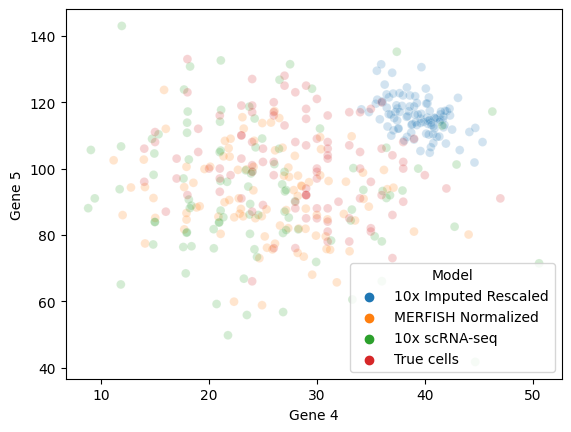 140
120
100
80
60
40
Gene 5
10
20
30
40
50
Gene 4
Model
10x Imputed Rescaled
MERFISH Normalized
10x scRNA-seq
True cells